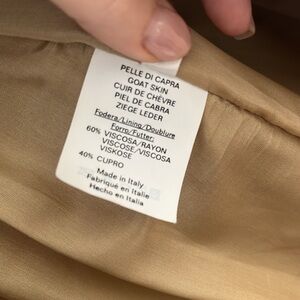 PELLE DI CAPRA
GOAT SKIN
CUIR DE CHÈVRE
PIEL DE CABRA
ZIEGE LEDER
Fodera/Lining/Doublure
Forro/Futter:
60% VISCOSA/RAYON
VISCOSE/VISCOSA
VISKOSE
40% CUPRO
Made in Italy
Fabriqué en Italie
Hecho en Italia